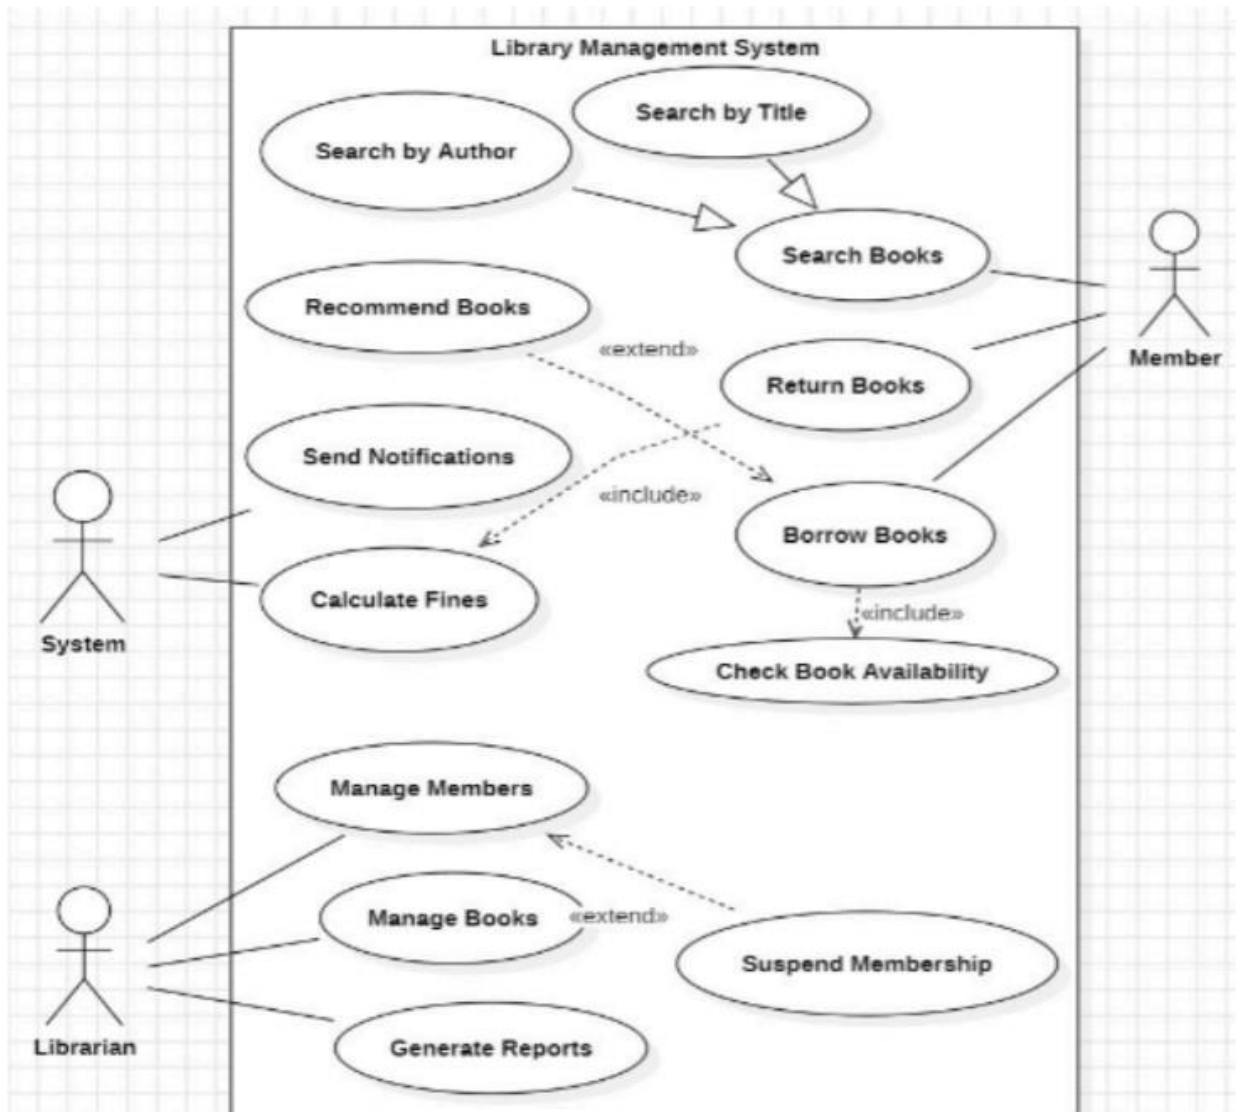 Library Management System
Search by Title
Search by Author
Search Books
Recommend Books
«extend»
Member
Return Books
Send Notifications
«include»
Borrow Books
Calculate Fines
«include»
System
Check Book Availability
Manage Members
Manage Books
«extend»
Suspend Membership
Librarian
Generate Reports